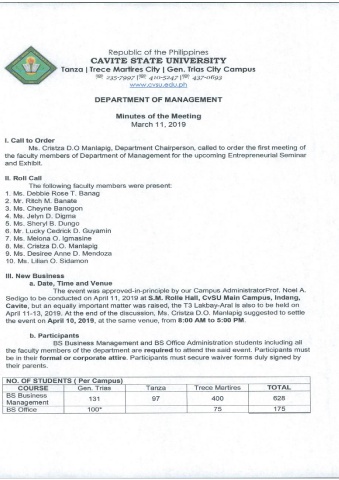 Republic of the Philippines
CAVITE STATE UNIVERSITY
Tanza | Trece Martires City | Gen. Trias City Campus
☎ 235-7997 |☎ 4110-5247 |☎ 437-0693
www.cvsu.edu.ph
DEPARTMENT OF MANAGEMENT
Minutes of the Meeting
March 11, 2019
I. Call to Order
Ms. Cristza D.O Manlapig, Department Chairperson, called to order the first meeting of
the faculty members of Department of Management for the upcoming Entrepreneurial Seminar
and Exhibit.
II. Roll Call
The following faculty members were present:
1. Ms. Debbie Rose T. Banag
2. Mr. Ritch M. Banate
3. Ms. Cheyne Banogon
4. Ms. Jelyn D. Digma
5. Ms. Sheryl B. Dungo
6. Mr. Lucky Cedrick D. Guyamin
7. Ms. Melona O. Igmasine
8. Ms. Cristza D.O. Manlapig
9. Ms. Desiree Anne D. Mendoza
10. Ms. Lilian O. Sidamon
III. New Business
a. Date, Time and Venue
The event was approved-in-principle by our Campus AdministratorProf. Noel A.
Sedigo to be conducted on April 11, 2019 at S.M. Rolle Hall, CvSU Main Campus, Indang,
Cavite, but an equally important matter was raised, the T3 Lakbay-Aral is also to be held on
April 11-13, 2019. At the end of the discussion, Ms. Cristza D.O. Manlapig suggested to settle
the event on April 10, 2019, at the same venue, from 8:00 AM to 5:00 PM.
b. Participants
BS Business Management and BS Office Administration students including all
the faculty members of the department are required to attend the said event. Participants must
be in their formal or corporate attire. Participants must secure waiver forms duly signed by
their parents.
NO. OF STUDENTS ( Per Campus)
COURSE Gen. Trias Tanza Trece Martires TOTAL
BS Business Management 131 97 400 628
BS Office 100* 75 175